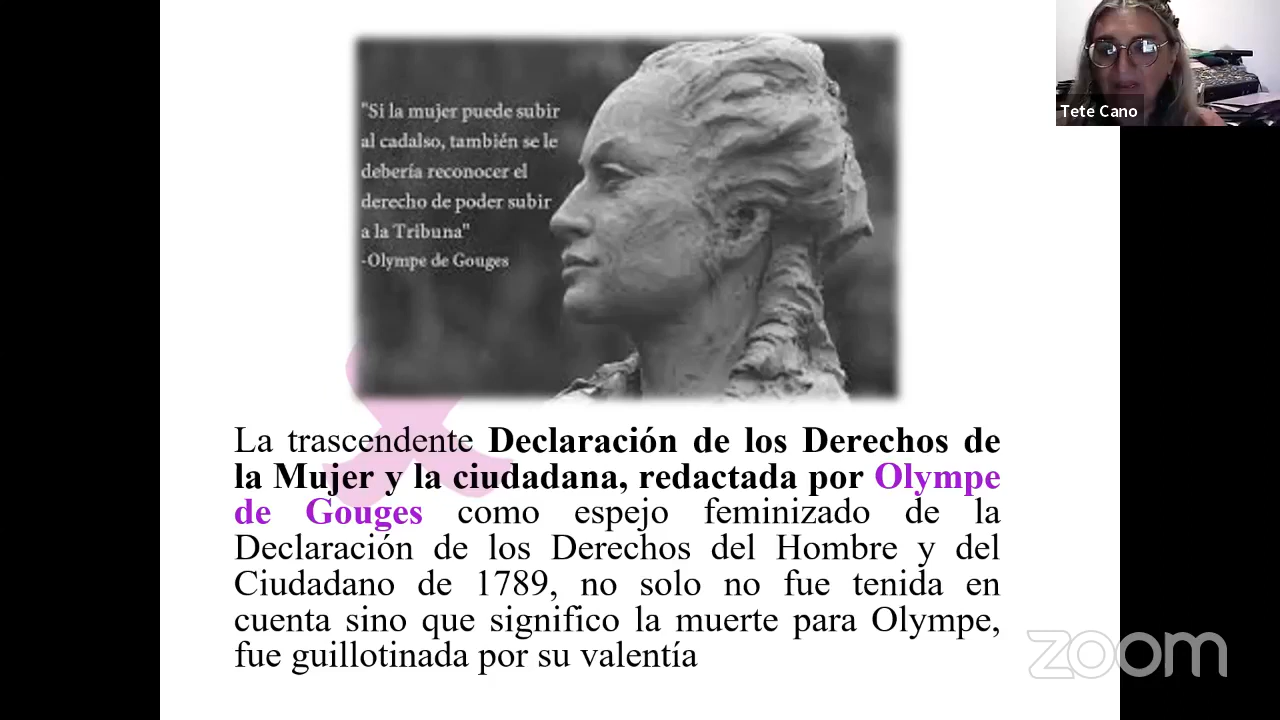 "Si la mujer puede subir
al cadalso, también se le
debería reconocer el
derecho de poder subir
a la Tribuna"
-Olympe de Gouges
Tete Cano
La trascendente Declaración de los Derechos de
la Mujer y la ciudadana, redactada por Olympe
de Gouges como espejo feminizado de la
Declaración de los Derechos del Hombre y del
Ciudadano de 1789, no solo no fue tenida en
cuenta sino que significo la muerte para Olympe,
fue guillotinada por su valentía
zoom